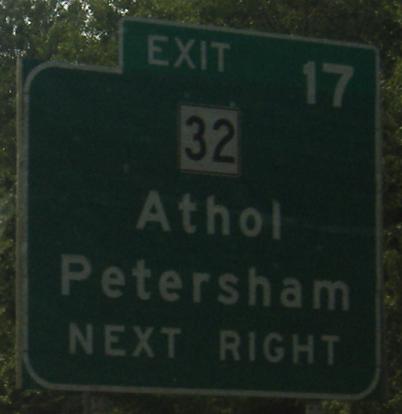 EXIT 17
32
Athol
Petersham
NEXT RIGHT